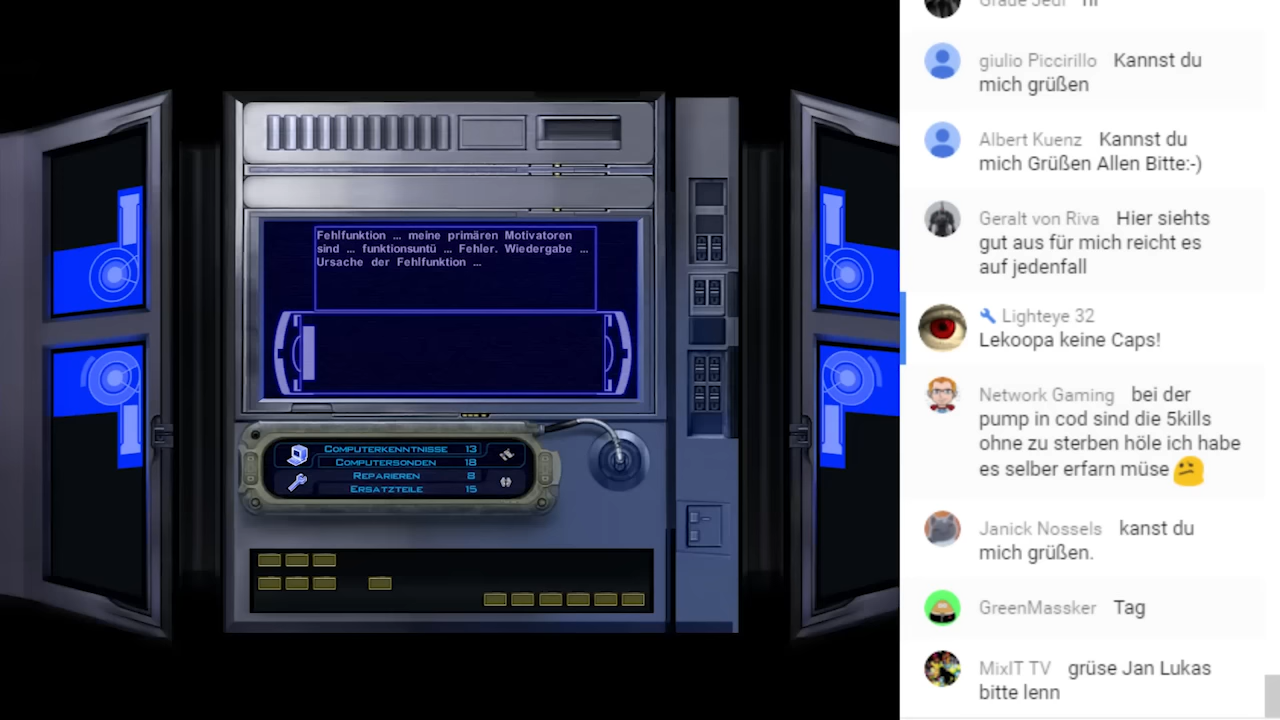 Fehlfunktion ... meine primären Motivatoren
sind ... funktionsuntü ... Fehler. Wiedergabe ...
Ursache der Fehlfunktion ...
Computerkenntnisse 13
Computersonden 18
Reparieren 8
Ersatzteile 15
giulio Piccirillo Kannst du
mich grüßen
Albert Kuenz Kannst du
mich Grüßen Allen Bitte:-)
Geralt von Riva Hier siehts
gut aus für mich reicht es
auf jedenfall
Lighteye 32
Lekoopa keine Caps!
Network Gaming bei der
pump in cod sind die 5kills
ohne zu sterben höle ich habe
es selber erfarn müse
Janick Nossels kanst du
mich grüßen.
GreenMassker Tag
MixIT TV grüse Jan Lukas
bitte lenn